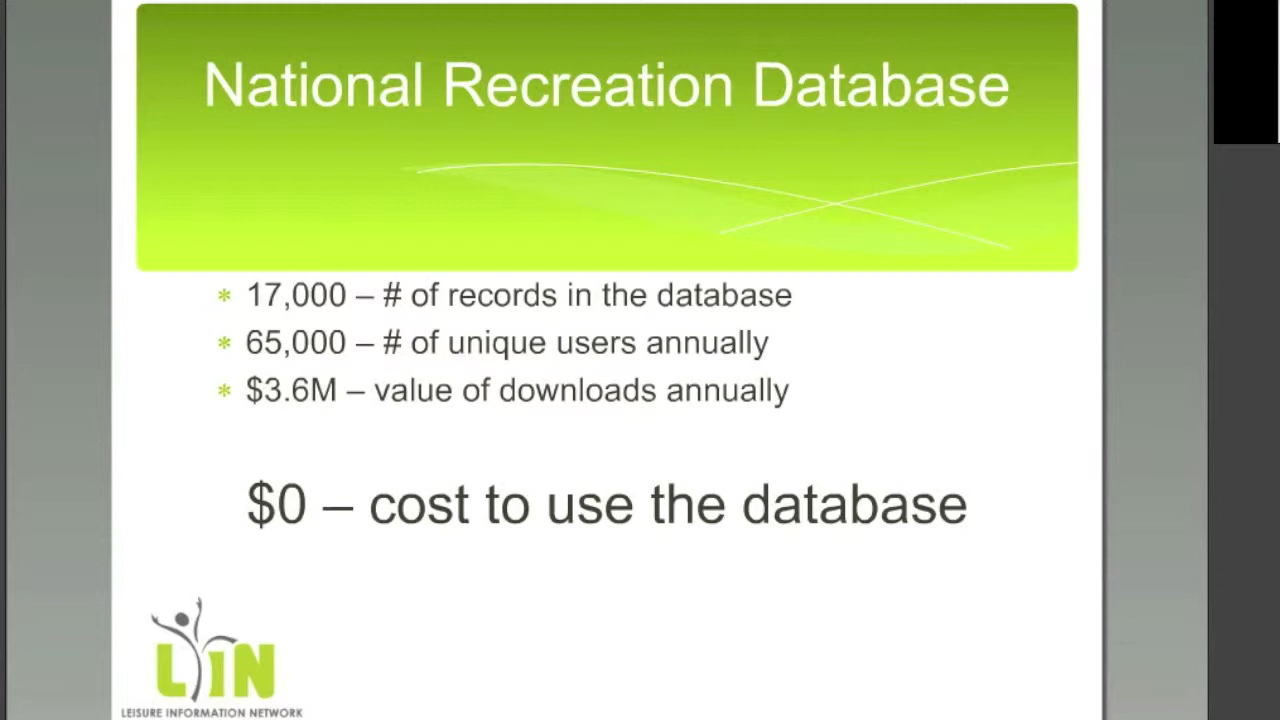 National Recreation Database
* 17,000 – # of records in the database
* 65,000 – # of unique users annually
* $3.6M – value of downloads annually
$0 – cost to use the database
LIN
LEISURE INFORMATION NETWORK